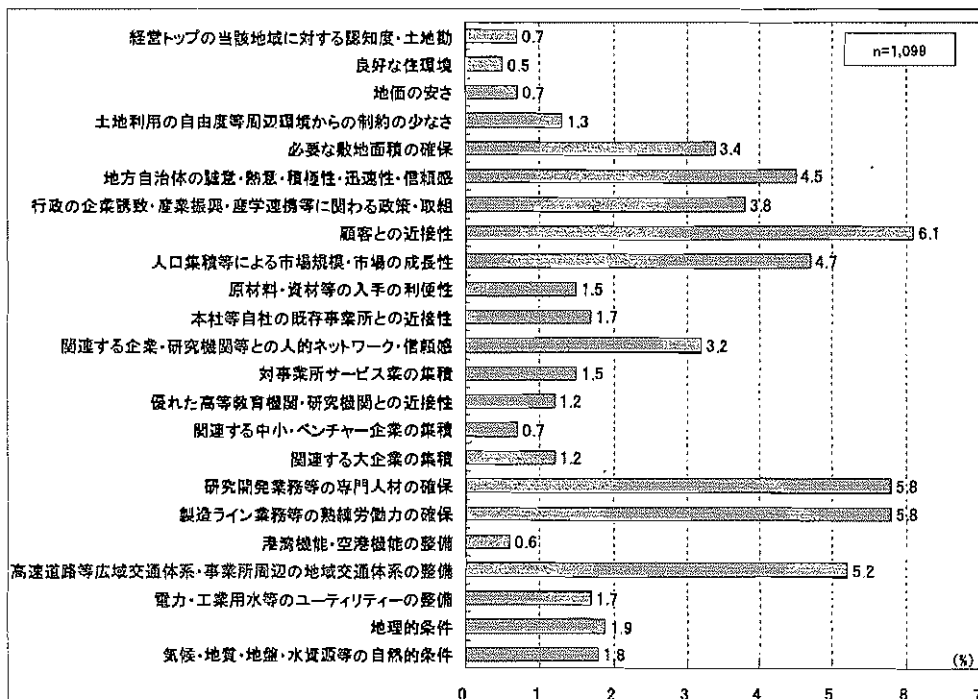 経営トップの当該地域に対する認知度・土地勘 0.7
n=1,099
良好な住環境 0.5
地価の安さ 0.7
土地利用の自由度等周辺環境からの制約の少なさ 1.3
必要な敷地面積の確保 3.4
地方自治体の誠意・熱意・積極性・迅速性・信頼感 4.5
行政の企業誘致・産業振興・産学連携等に関わる政策・取組 3.8
顧客との近接性 6.1
人口集積等による市場規模・市場の成長性 4.7
原材料・資材等の入手の利便性 1.5
本社等自社の既存事業所との近接性 1.7
関連する企業・研究機関等との人的ネットワーク・信頼感 3.2
対事業所サービス業の集積 1.5
優れた高等教育機関・研究機関との近接性 1.2
関連する中小・ベンチャー企業の集積 0.7
関連する大企業の集積 1.2
研究開発業務等の専門人材の確保 5.8
製造ライン業務等の熟練労働力の確保 5.8
港湾機能・空港機能の整備 0.6
高速道路等広域交通体系・事業所周辺の地域交通体系の整備 5.2
電力・工業用水等のユーティリティーの整備 1.7
地理的条件 1.9
気候・地質・地盤・水資源等の自然的条件 1.8
(%)
0 1 2 3 4 5 6 7